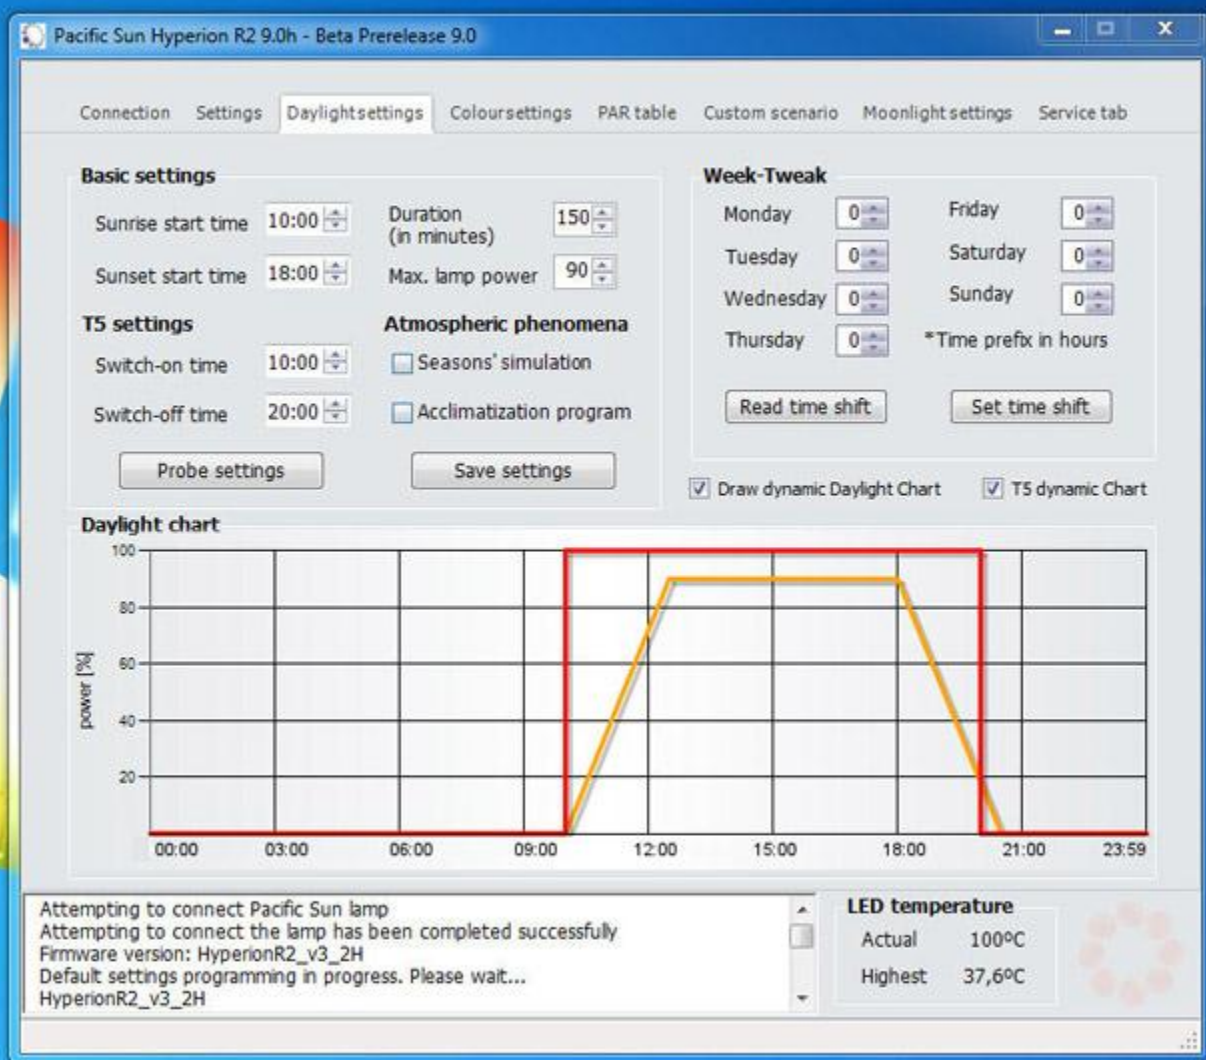 Pacific Sun Hyperion R2 9.0h - Beta Prerelease 9.0
Connection Settings Daylightsettings Coloursettings PAR table Custom scenario Moonlight settings Service tab
Basic settings
Sunrise start time 10:00
Duration
(in minutes) 150
Sunset start time 18:00
Max. lamp power 90
T5 settings
Switch-on time 10:00
Switch-off time 20:00
Atmospheric phenomena
Seasons' simulation
Acclimatization program
Probe settings
Save settings
Week-Tweak
Monday 0
Tuesday 0
Wednesday 0
Thursday 0
Friday 0
Saturday 0
Sunday 0
*Time prefix in hours
Read time shift
Set time shift
Draw dynamic Daylight Chart
T5 dynamic Chart
Daylight chart
power [%]
100
80
60
40
20
00:00 03:00 06:00 09:00 12:00 15:00 18:00 21:00 23:59
Attempting to connect Pacific Sun lamp
Attempting to connect the lamp has been completed successfully
Firmware version: HyperionR2_v3_2H
Default settings programming in progress. Please wait...
HyperionR2_v3_2H
LED temperature
Actual 100ºC
Highest 37,6ºC